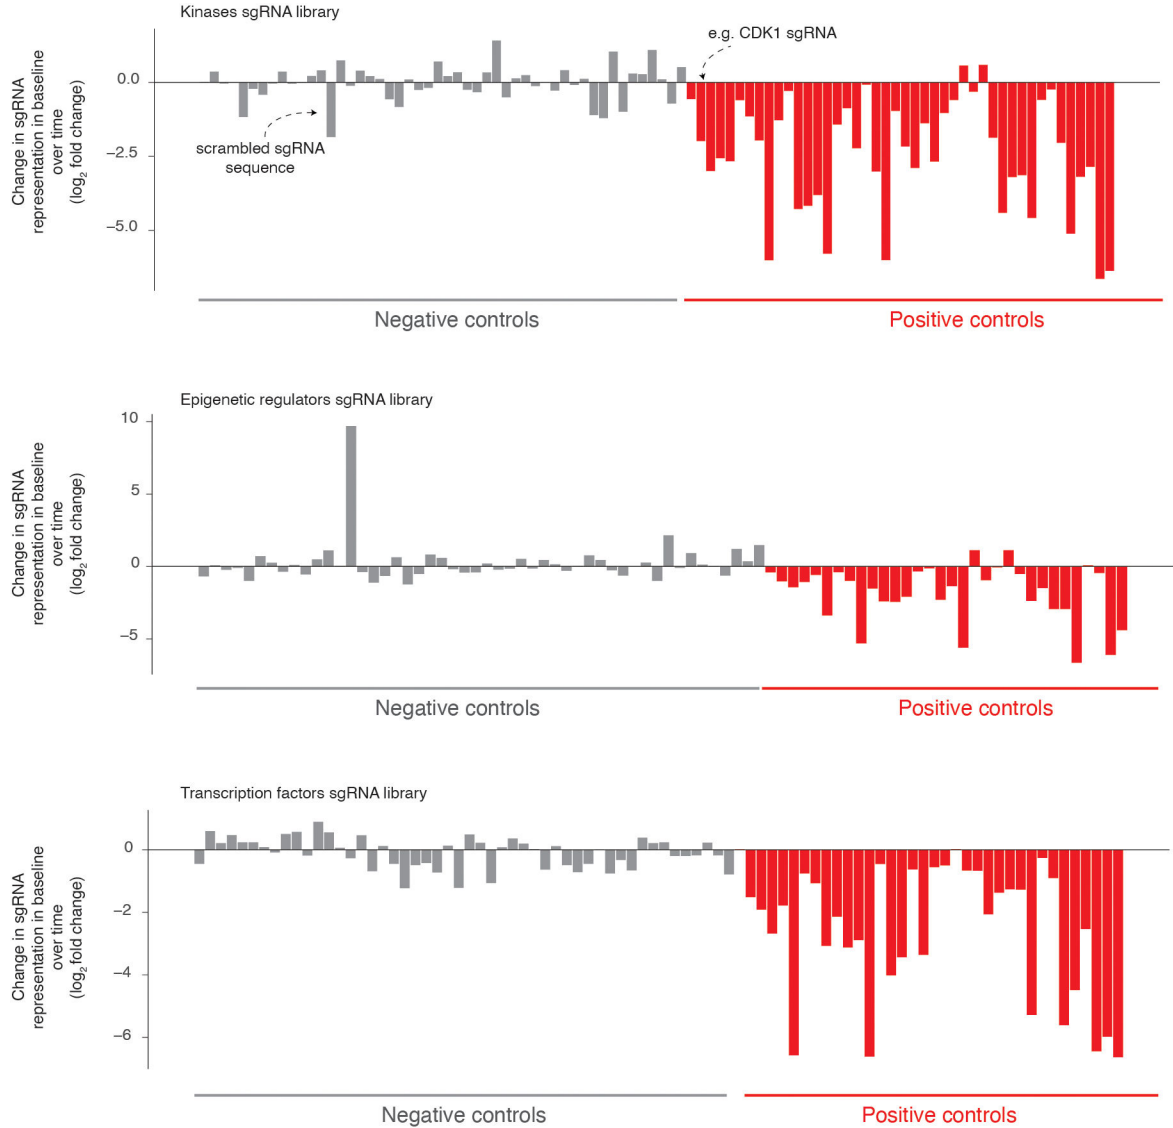 Kinases sgRNA library
e.g. CDK1 sgRNA
Change in sgRNA
representation in baseline
over time
(log2 fold change)
0.0
−2.5
−5.0
scrambled sgRNA
sequence
Negative controls
Positive controls
Epigenetic regulators sgRNA library
Change in sgRNA
representation in baseline
over time
(log2 fold change)
10
5
0
−5
Negative controls
Positive controls
Transcription factors sgRNA library
Change in sgRNA
representation in baseline
over time
(log2 fold change)
0
−2
−4
−6
Negative controls
Positive controls